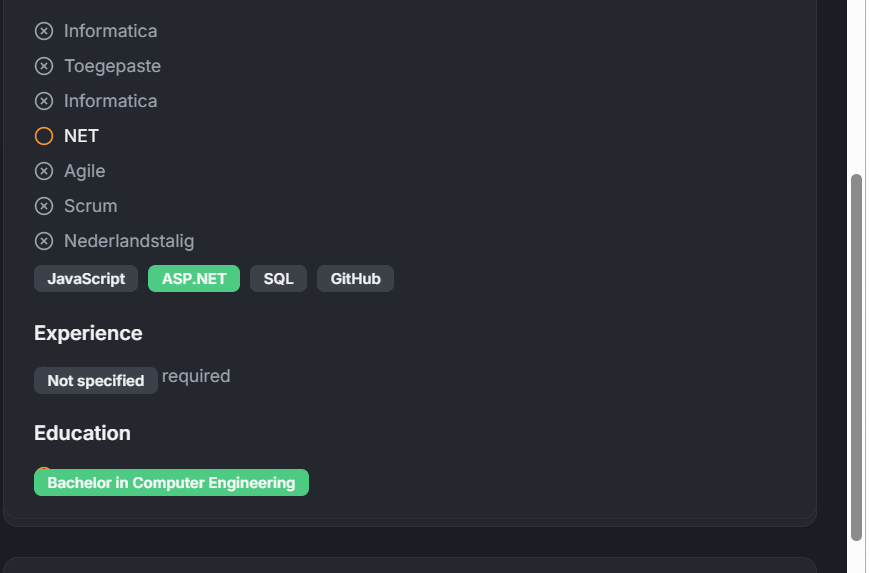 Informatica
Toegepaste
Informatica
NET
Agile
Scrum
Nederlandstalig
JavaScript ASP.NET SQL GitHub
Experience
Not specified required
Education
Bachelor in Computer Engineering